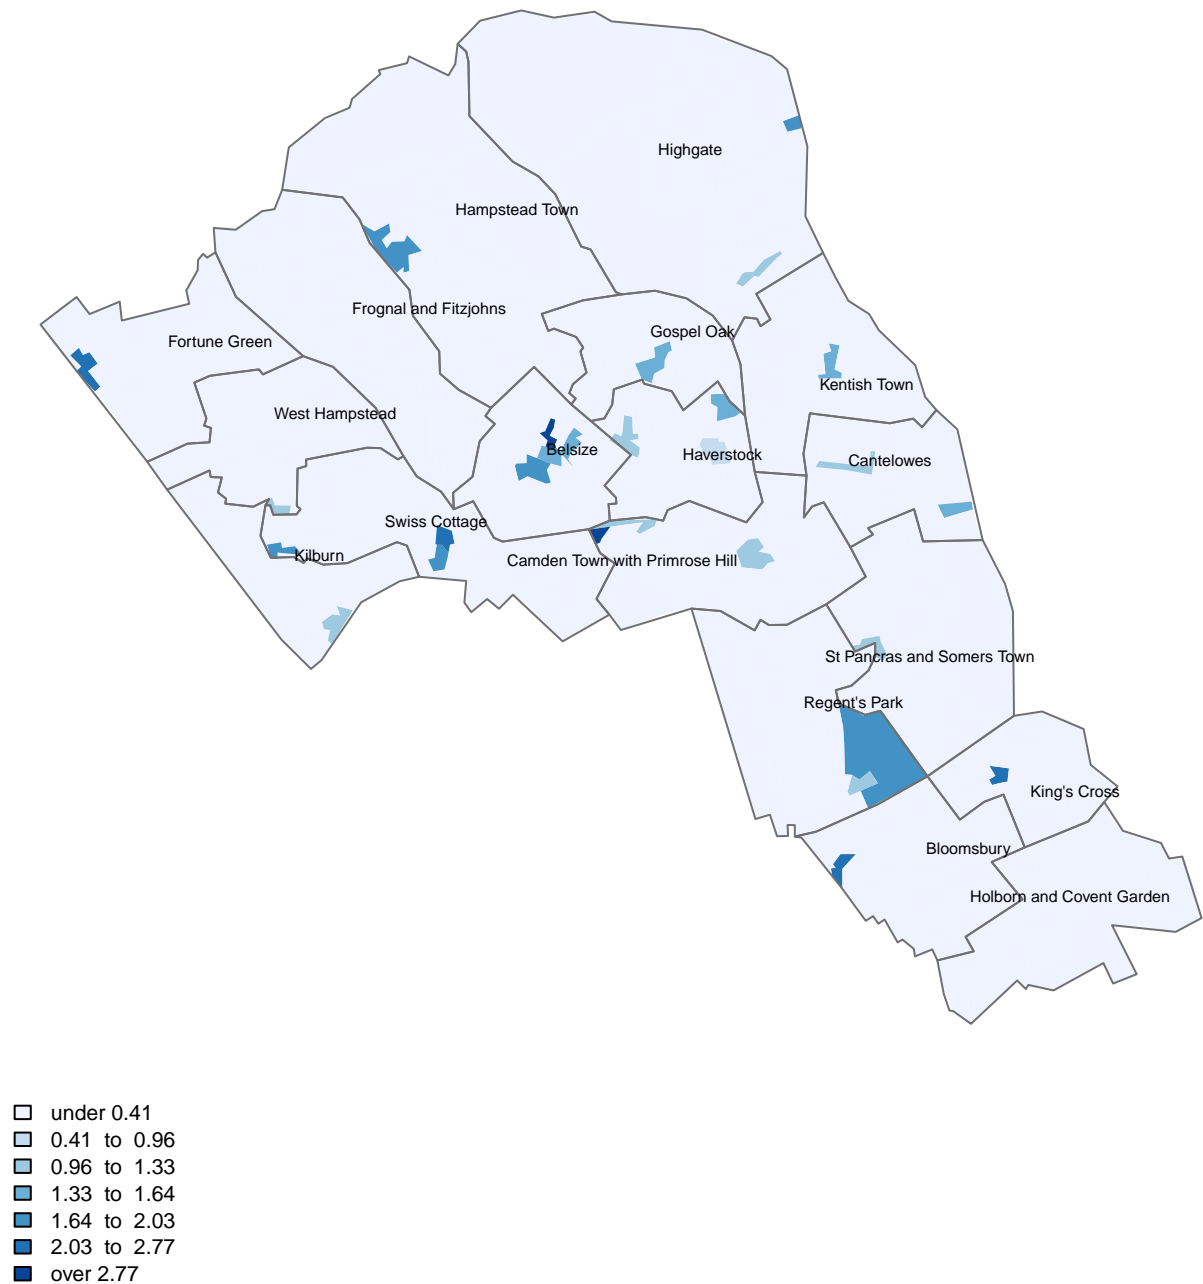 Highgate
Hampstead Town
Frognal and Fitzjohns
Gospel Oak
Fortune Green
Kentish Town
West Hampstead
Belsize
Haverstock
Cantelowes
Swiss Cottage
Kilburn
Camden Town with Primrose Hill
St Pancras and Somers Town
Regent's Park
King's Cross
Bloomsbury
Holborn and Covent Garden
under 0.41
0.41 to 0.96
0.96 to 1.33
1.33 to 1.64
1.64 to 2.03
2.03 to 2.77
over 2.77